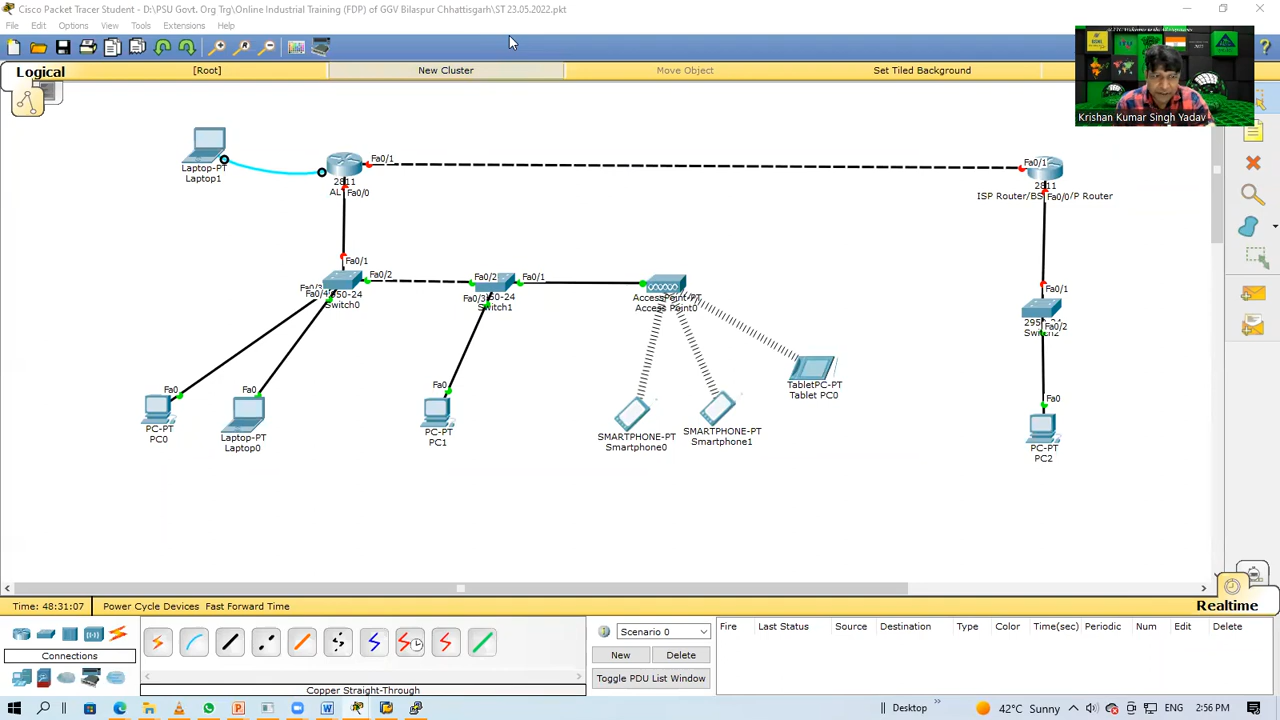 Cisco Packet Tracer Student - D:\PSU Govt. Org Trg\Online Industrial Training (FDP) of GGV Bilaspur Chhattisgarh\ST 23.05.2022.pkt
File Edit Options View Tools Extensions Help
Logical
[Root]
New Cluster
Move Object
Set Tiled Background
Krishan Kumar Singh Yadav
Laptop-PT
Laptop1
Fa0/1
2811
Fa0/0
Fa0/1
2811
ISP Router/BS
Fa0/0
/P Router
Fa0/1
Fa0/2
Fa0/4
950-24
Switch0
Fa0/2
Fa0/1
Fa0/3
50-24
Switch1
AccessPoint-PT
Access Point0
Fa0/1
Fa0/2
Fa0
PC-PT
PC0
Fa0
Laptop-PT
Laptop0
Fa0
PC-PT
PC1
SMARTPHONE-PT
Smartphone0
SMARTPHONE-PT
Smartphone1
TabletPC-PT
Tablet PC0
Fa0
PC-PT
PC2
Time: 48:31:07
Power Cycle Devices Fast Forward Time
Realtime
Connections
Copper Straight-Through
Scenario 0
New
Delete
Toggle PDU List Window
Fire Last Status Source Destination Type Color Time(sec) Periodic Num Edit Delete
Desktop
42°C Sunny
ENG
2:56 PM